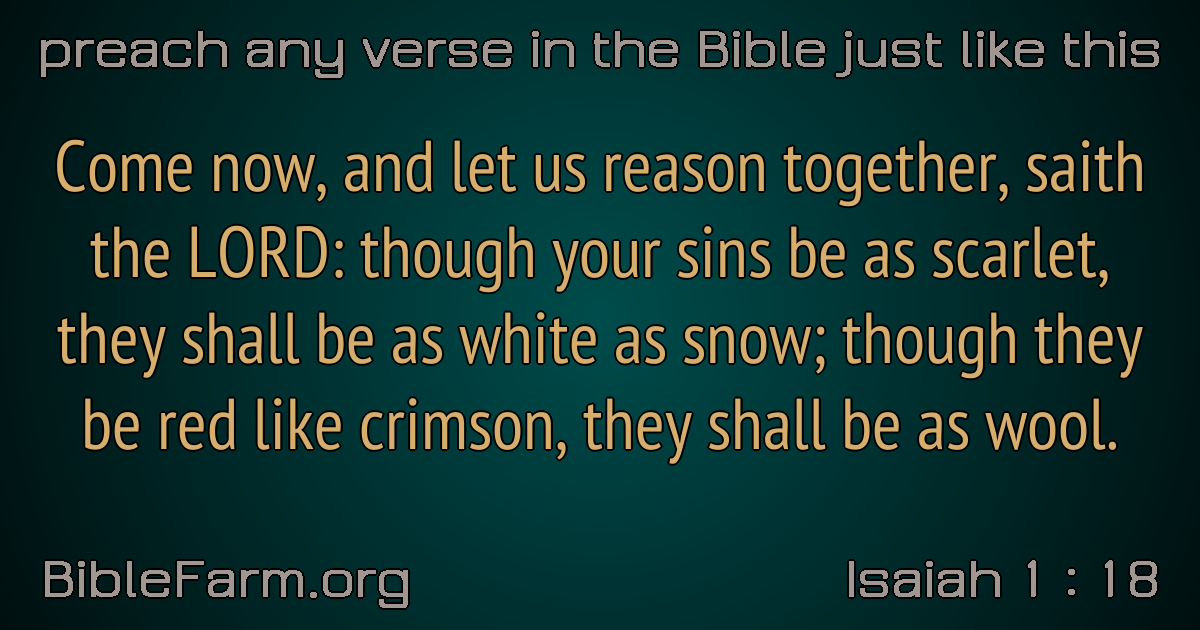 preach any verse in the Bible just like this
Come now, and let us reason together, saith
the LORD: though your sins be as scarlet,
they shall be as white as snow; though they
be red like crimson, they shall be as wool.
BibleFarm.org
Isaiah 1 : 18